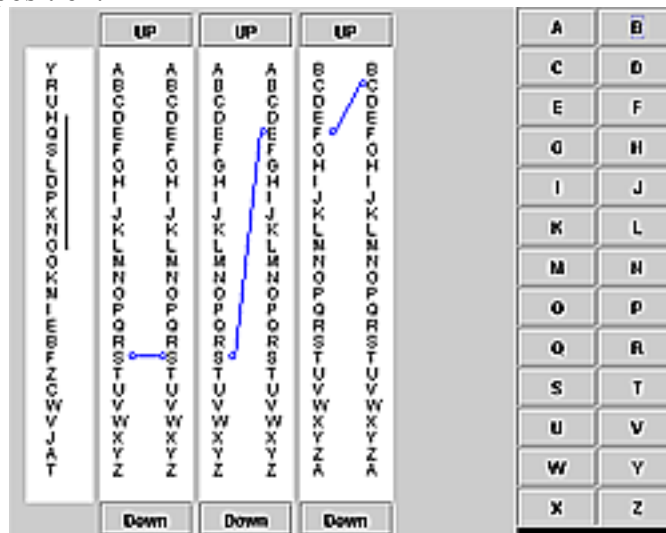 UP UP UP
Y A A A A B B
R B B B B C C
U C C C C D D
H D D D D E E
Q E E E E F F
S F F F F G G
L G G G G H H
D H H H H I I
P I I I I J J
X J J J J K K
N K K K K L L
G L L L L M M
O M M M M N N
K N N N N O O
M O O O O P P
I P P P P Q Q
E Q Q Q Q R R
B R R R R S S
F S S S S T T
Z T T T T U U
C U U U U V V
W V V V V W W
V W W W W X X
J X X X X Y Y
A Y Y Y Y Z Z
T Z Z Z Z A A
Down Down Down
A B
C D
E F
G H
I J
K L
M N
O P
Q R
S T
U V
W Y
X Z